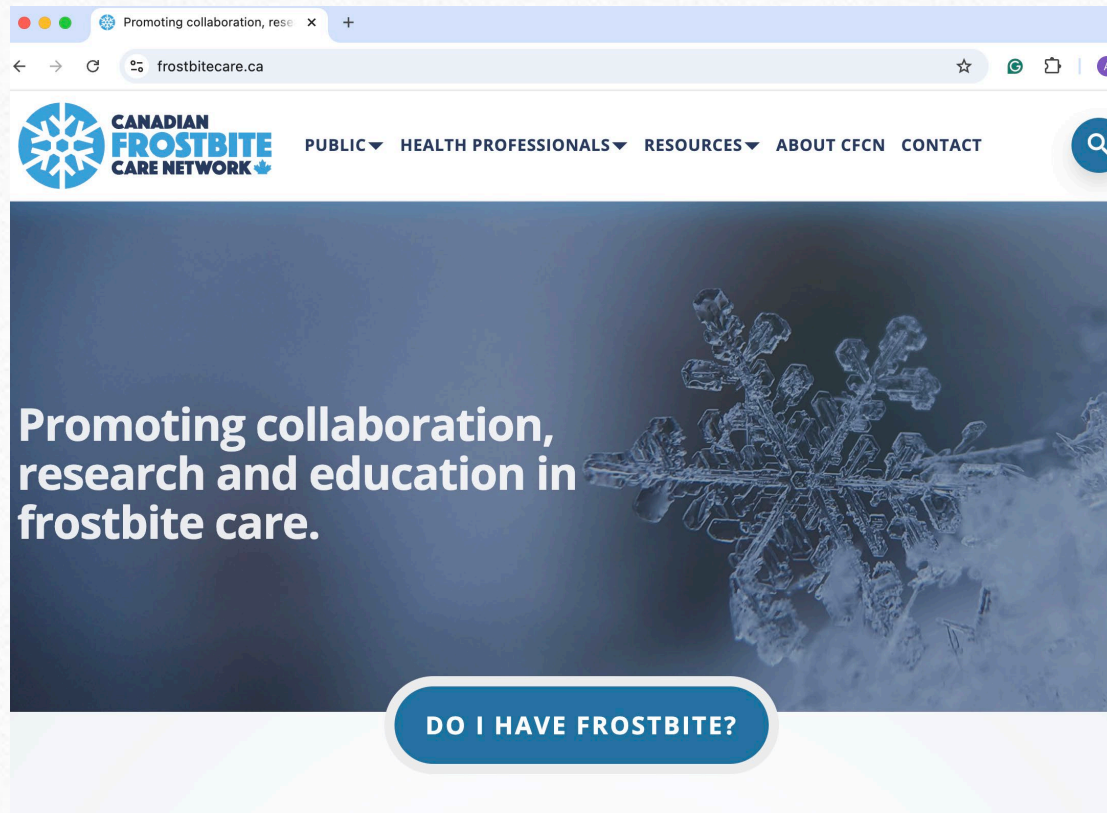 Promoting collaboration, rese
frostbitecare.ca
CANADIAN
FROSTBITE
CARE NETWORK
PUBLIC HEALTH PROFESSIONALS RESOURCES ABOUT CFCN CONTACT
Promoting collaboration,
research and education in
frostbite care.
DO I HAVE FROSTBITE?